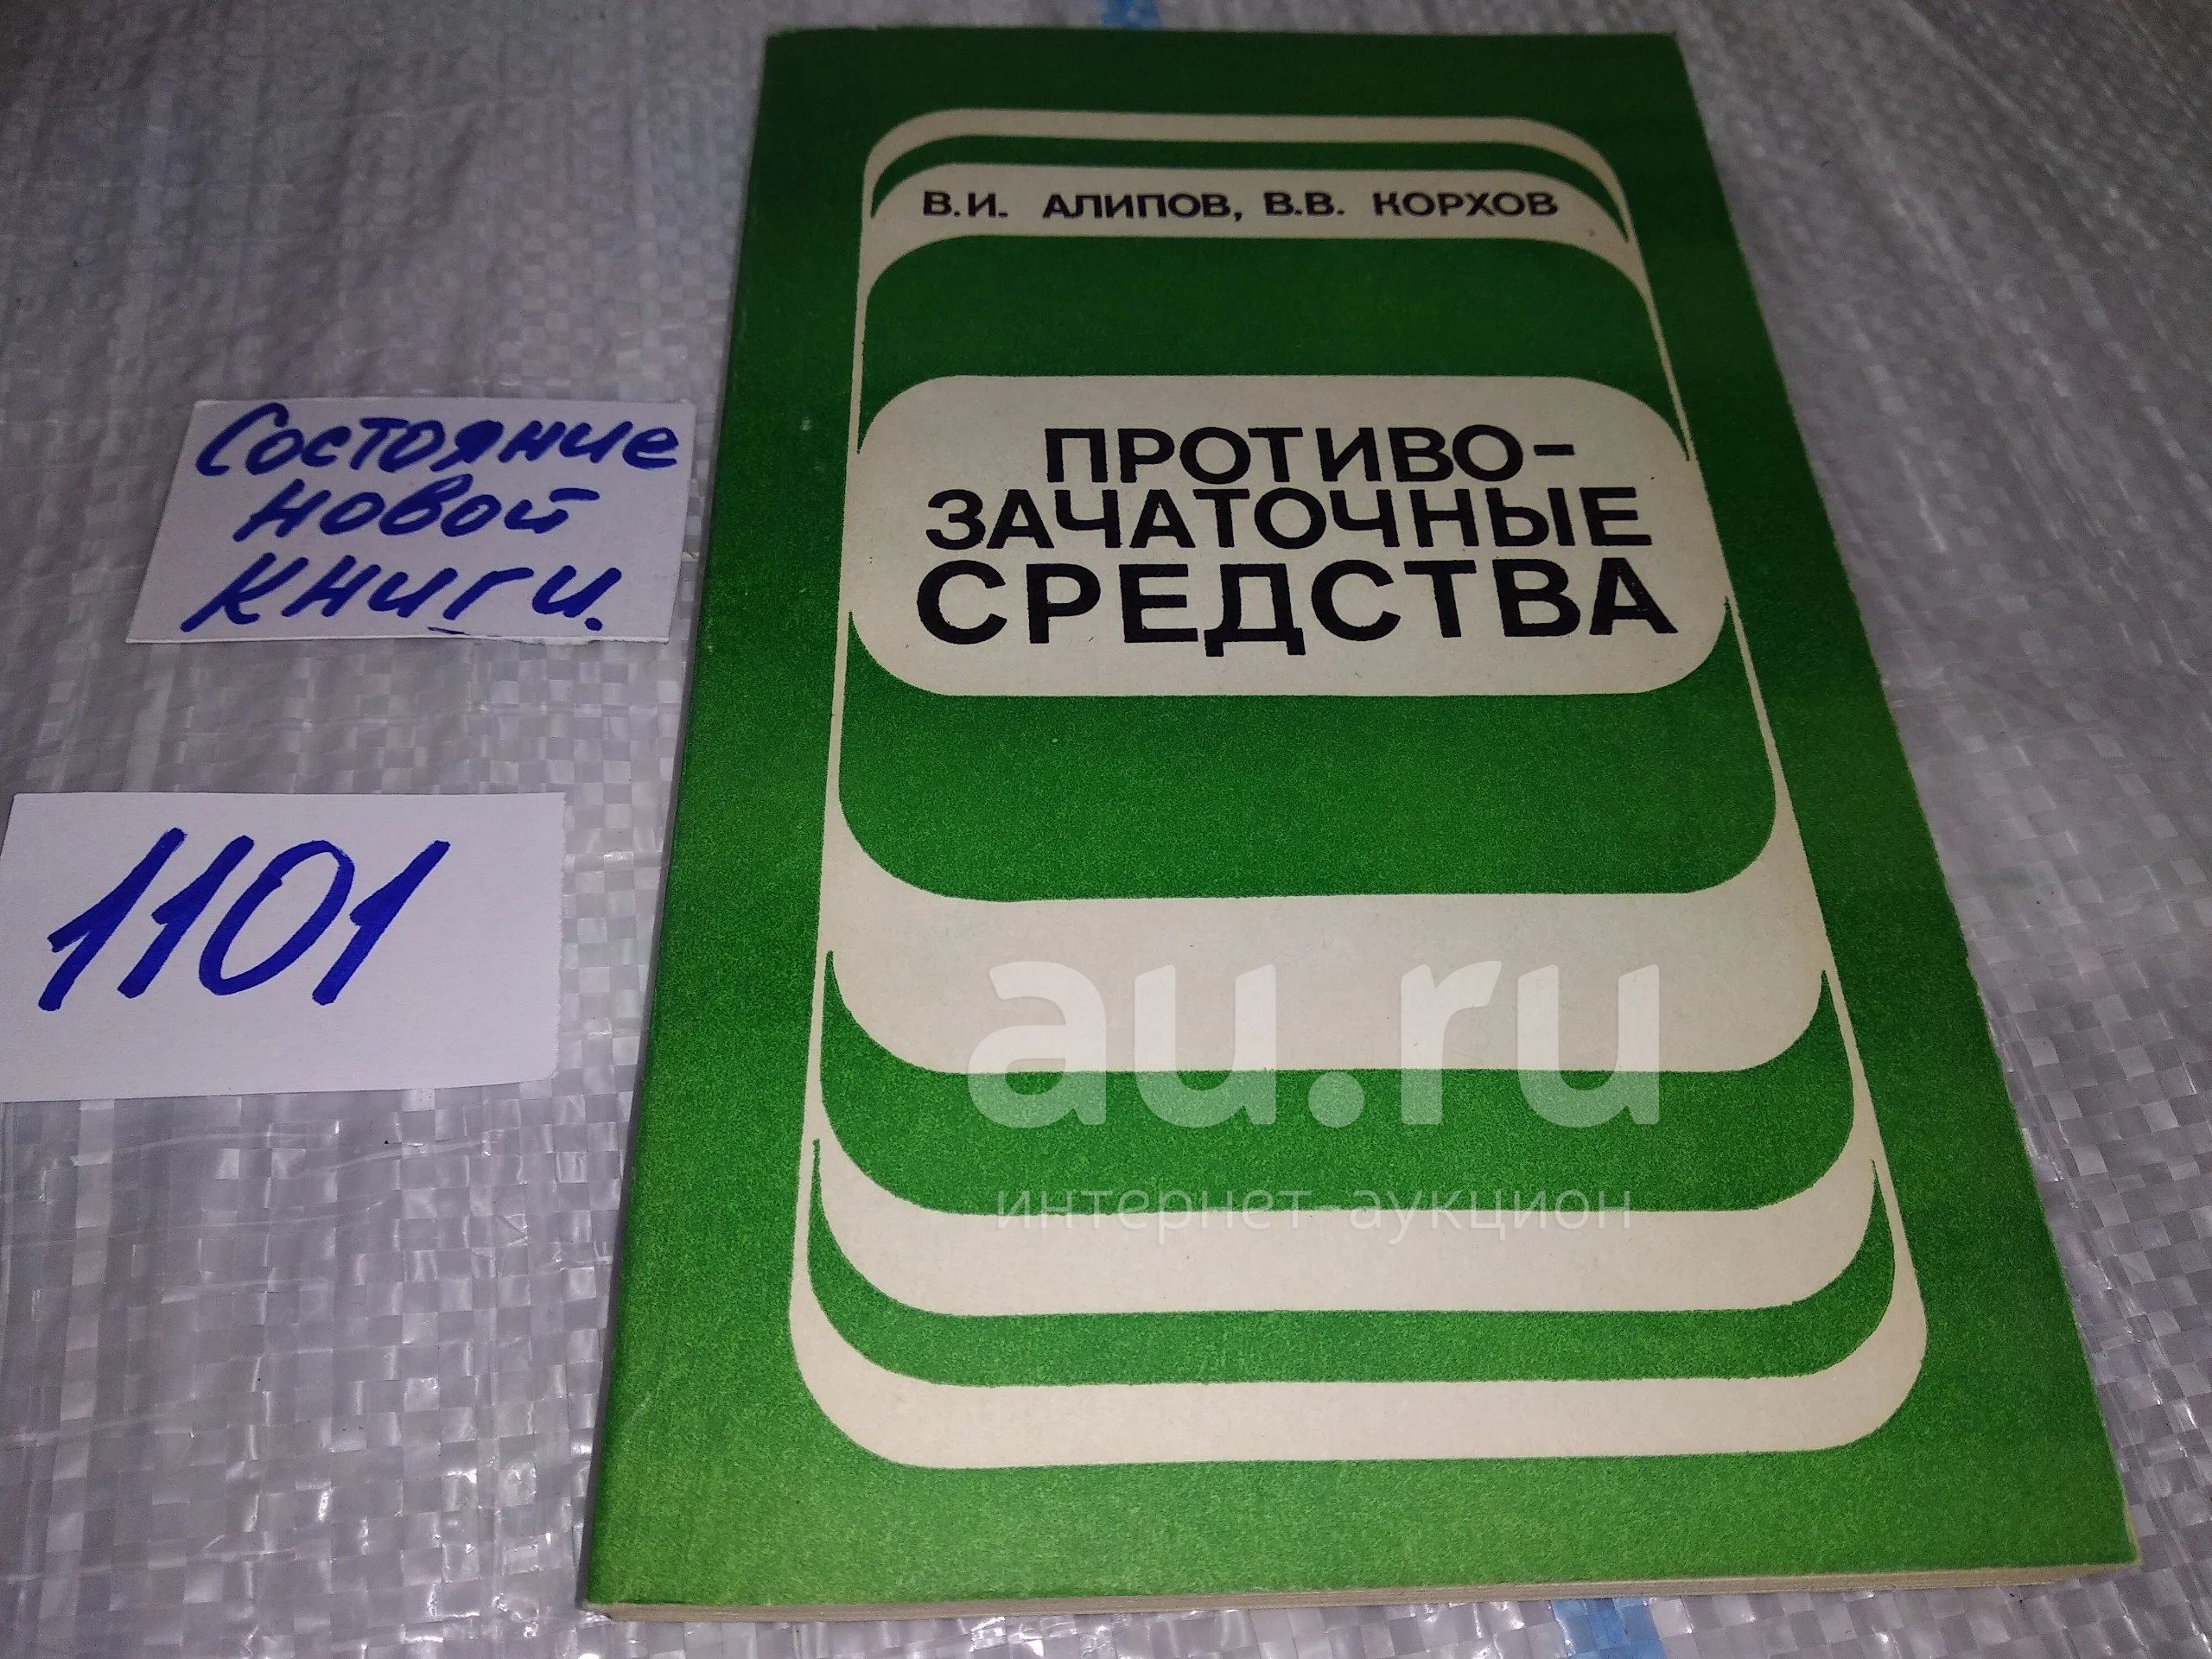 В.И. АЛИПОВ, В.В. КОРХОВ
ПРОТИВО-
ЗАЧАТОЧНЫЕ
СРЕДСТВА
Состояние
новой
книги.
1101
au.ru
интернет-аукцион